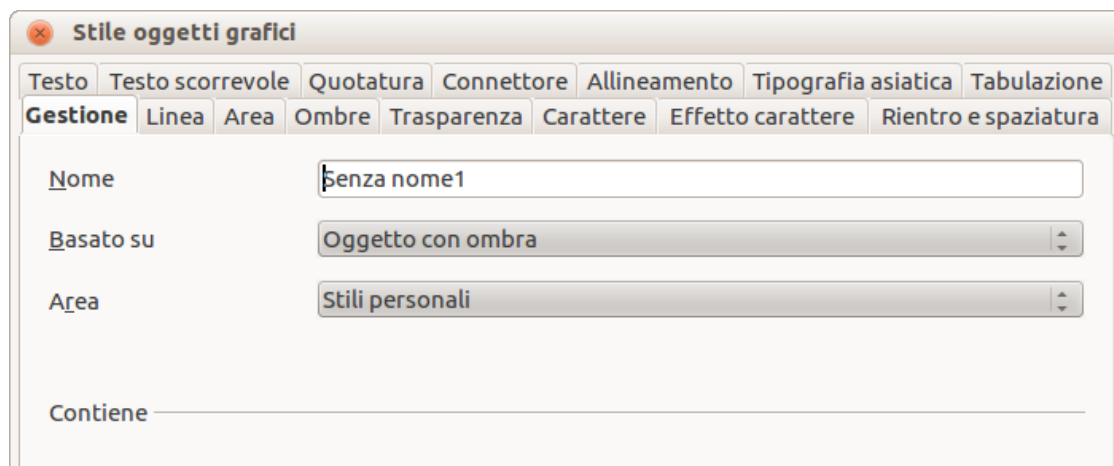 Stile oggetti grafici
Testo Testo scorrevole Quotatura Connettore Allineamento Tipografia asiatica Tabulazione
Gestione Linea Area Ombre Trasparenza Carattere Effetto carattere Rientro e spaziatura
Nome Senza nome1
Basato su Oggetto con ombra
Area Stili personali
Contiene